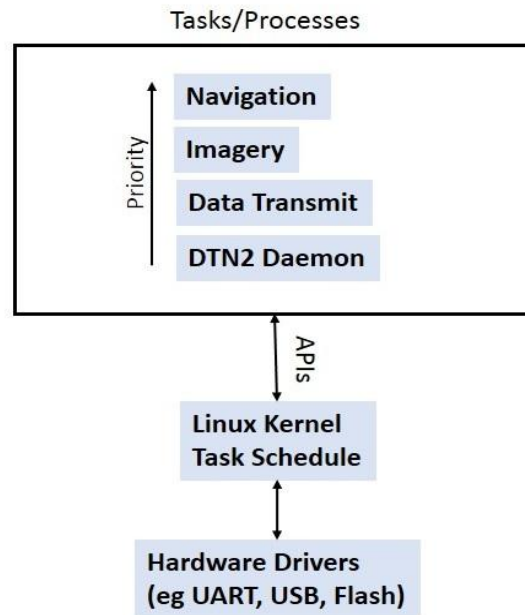 Tasks/Processes
Priority
Navigation
Imagery
Data Transmit
DTN2 Daemon
APIs
Linux Kernel
Task Schedule
Hardware Drivers
(eg UART, USB, Flash)